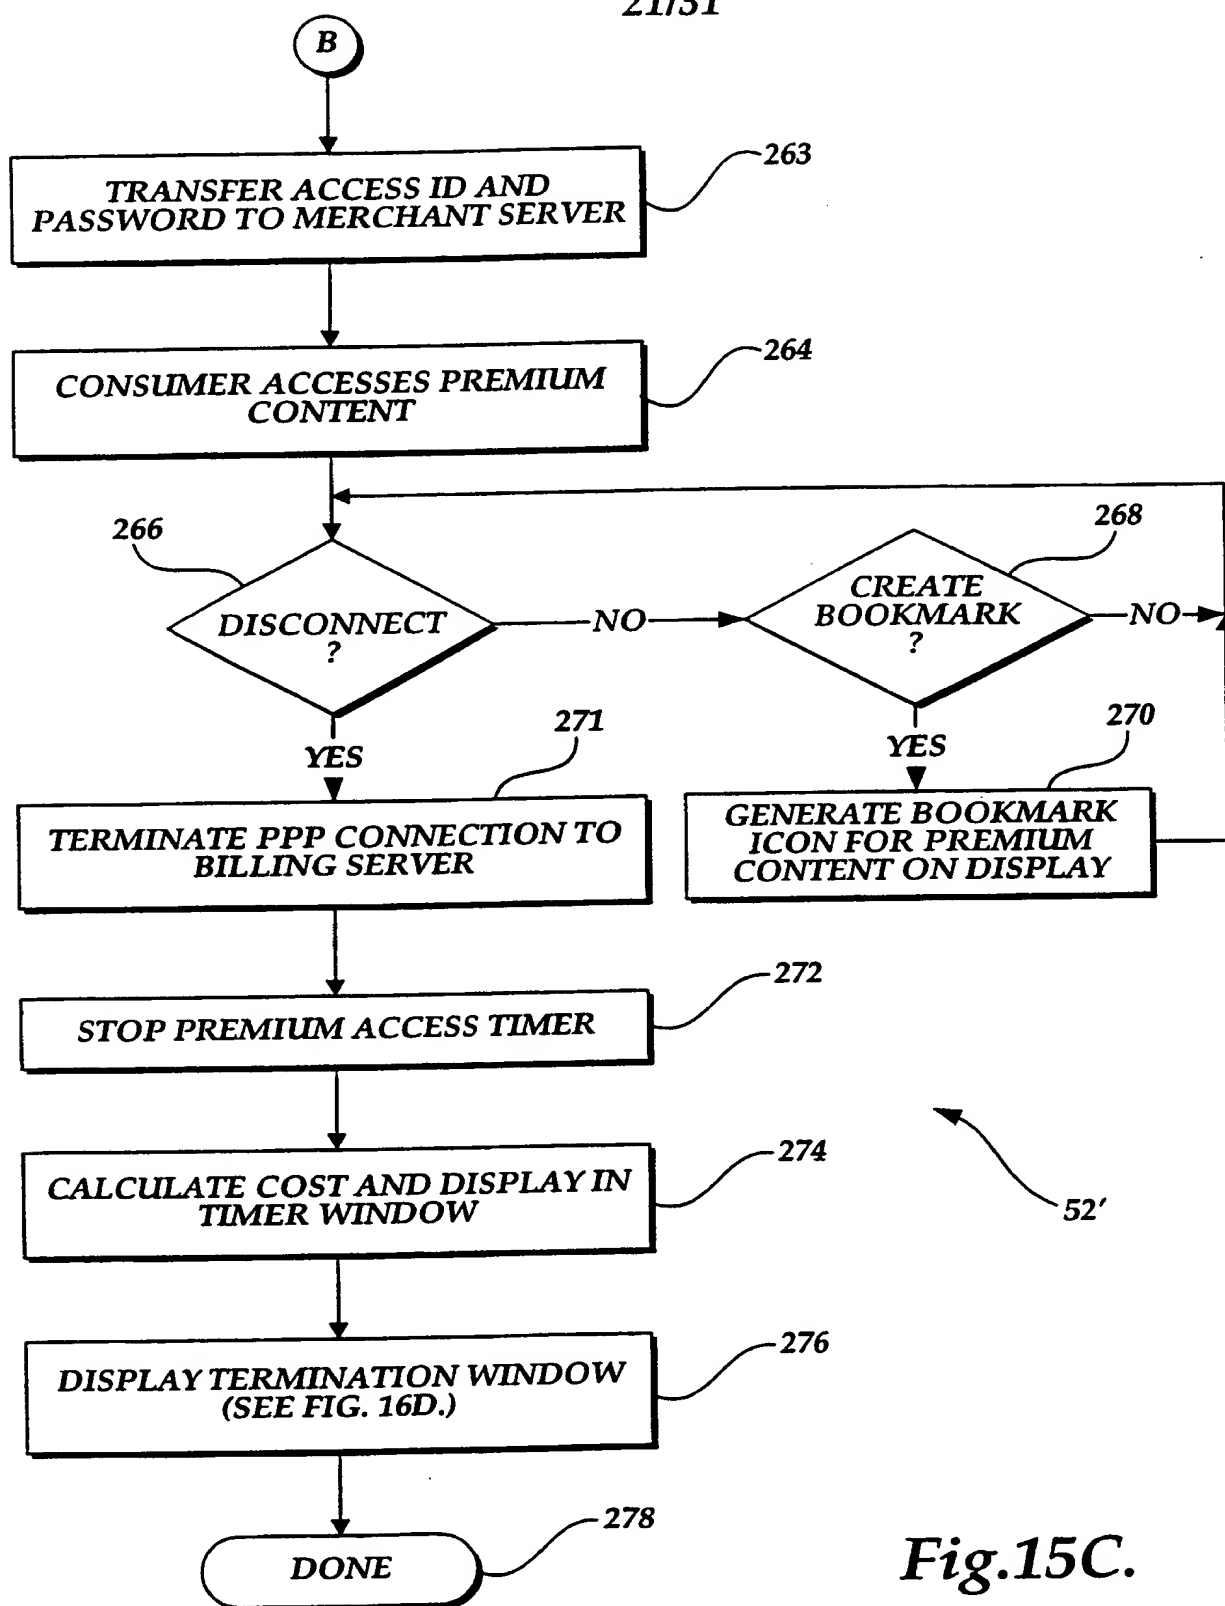 21/31
B
TRANSFER ACCESS ID AND
PASSWORD TO MERCHANT SERVER
263
CONSUMER ACCESSES PREMIUM
CONTENT
264
266
DISCONNECT
?
NO
268
CREATE
BOOKMARK
?
NO
YES
271
YES
270
TERMINATE PPP CONNECTION TO
BILLING SERVER
GENERATE BOOKMARK
ICON FOR PREMIUM
CONTENT ON DISPLAY
STOP PREMIUM ACCESS TIMER
272
CALCULATE COST AND DISPLAY IN
TIMER WINDOW
274
52'
DISPLAY TERMINATION WINDOW
(SEE FIG. 16D.)
276
DONE
278
Fig.15C.